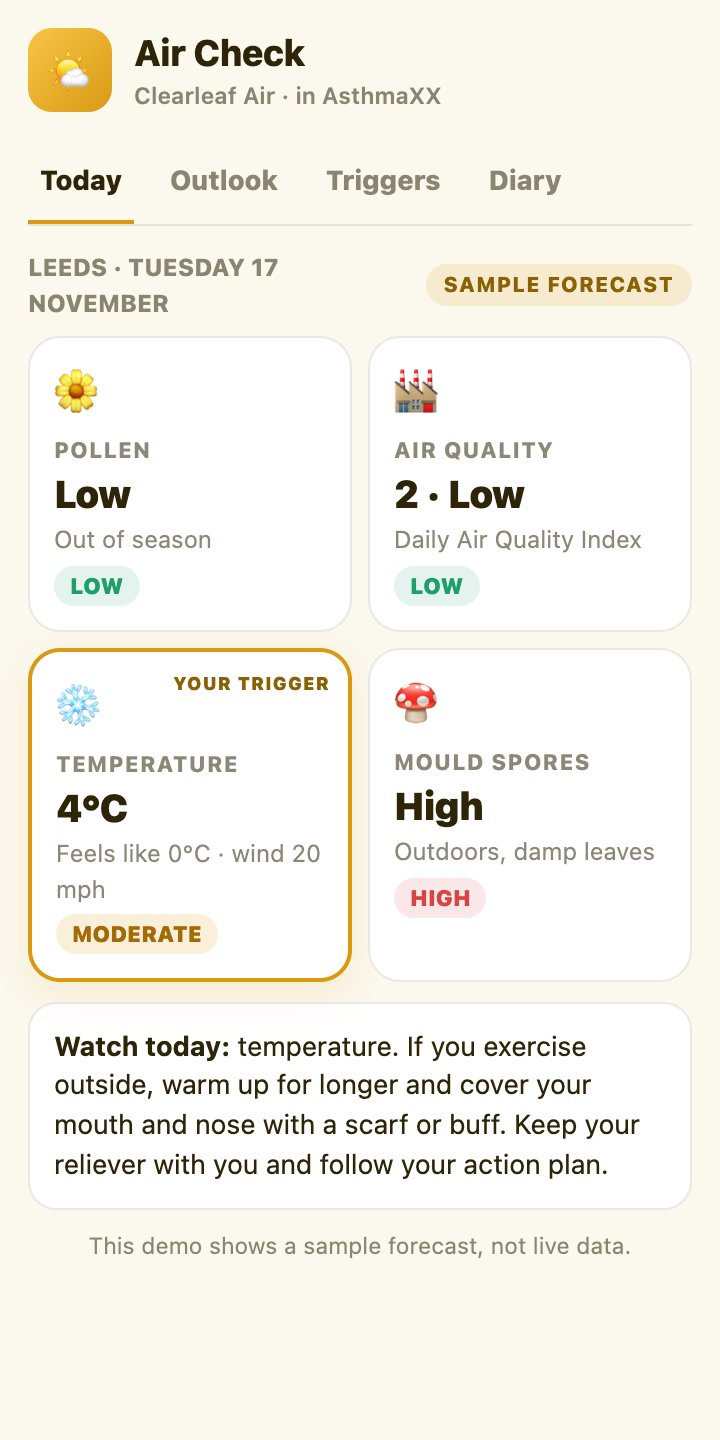 Air Check
Clearleaf Air · in AsthmaXX
Today
Outlook
Triggers
Diary
LEEDS · TUESDAY 17
NOVEMBER
SAMPLE FORECAST
POLLEN
Low
Out of season
LOW
AIR QUALITY
2 · Low
Daily Air Quality Index
LOW
YOUR TRIGGER
TEMPERATURE
4°C
Feels like 0°C · wind 20
mph
MODERATE
MOULD SPORES
High
Outdoors, damp leaves
HIGH
Watch today: temperature. If you exercise
outside, warm up for longer and cover your
mouth and nose with a scarf or buff. Keep your
reliever with you and follow your action plan.
This demo shows a sample forecast, not live data.